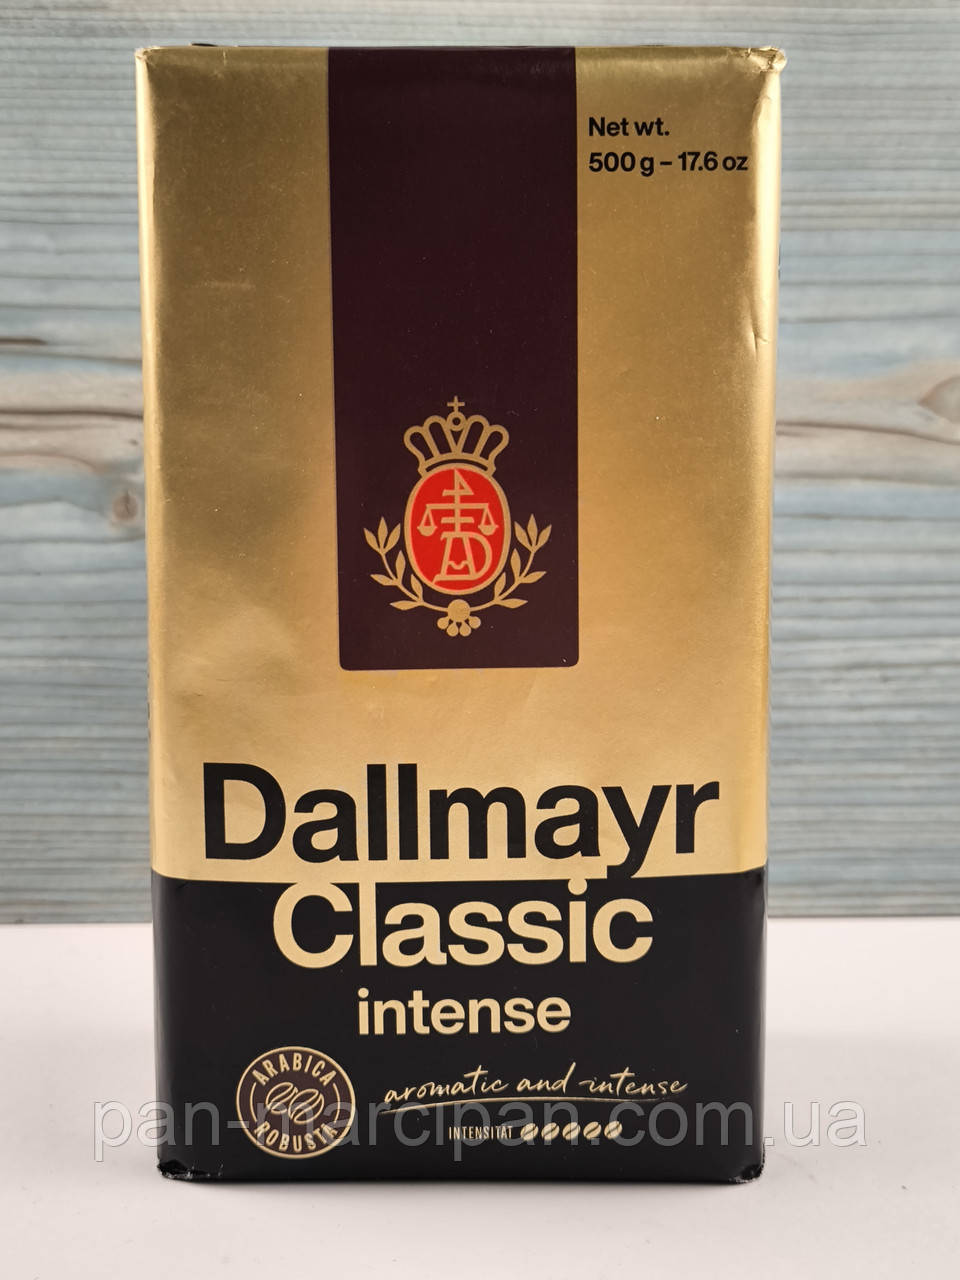 Net wt.
500 g – 17.6 oz
Dallmayr
Classic
intense
ARABICA
ROBUSTA
aromatic and intense
INTENSITÄT
pan-marcipan.com.ua